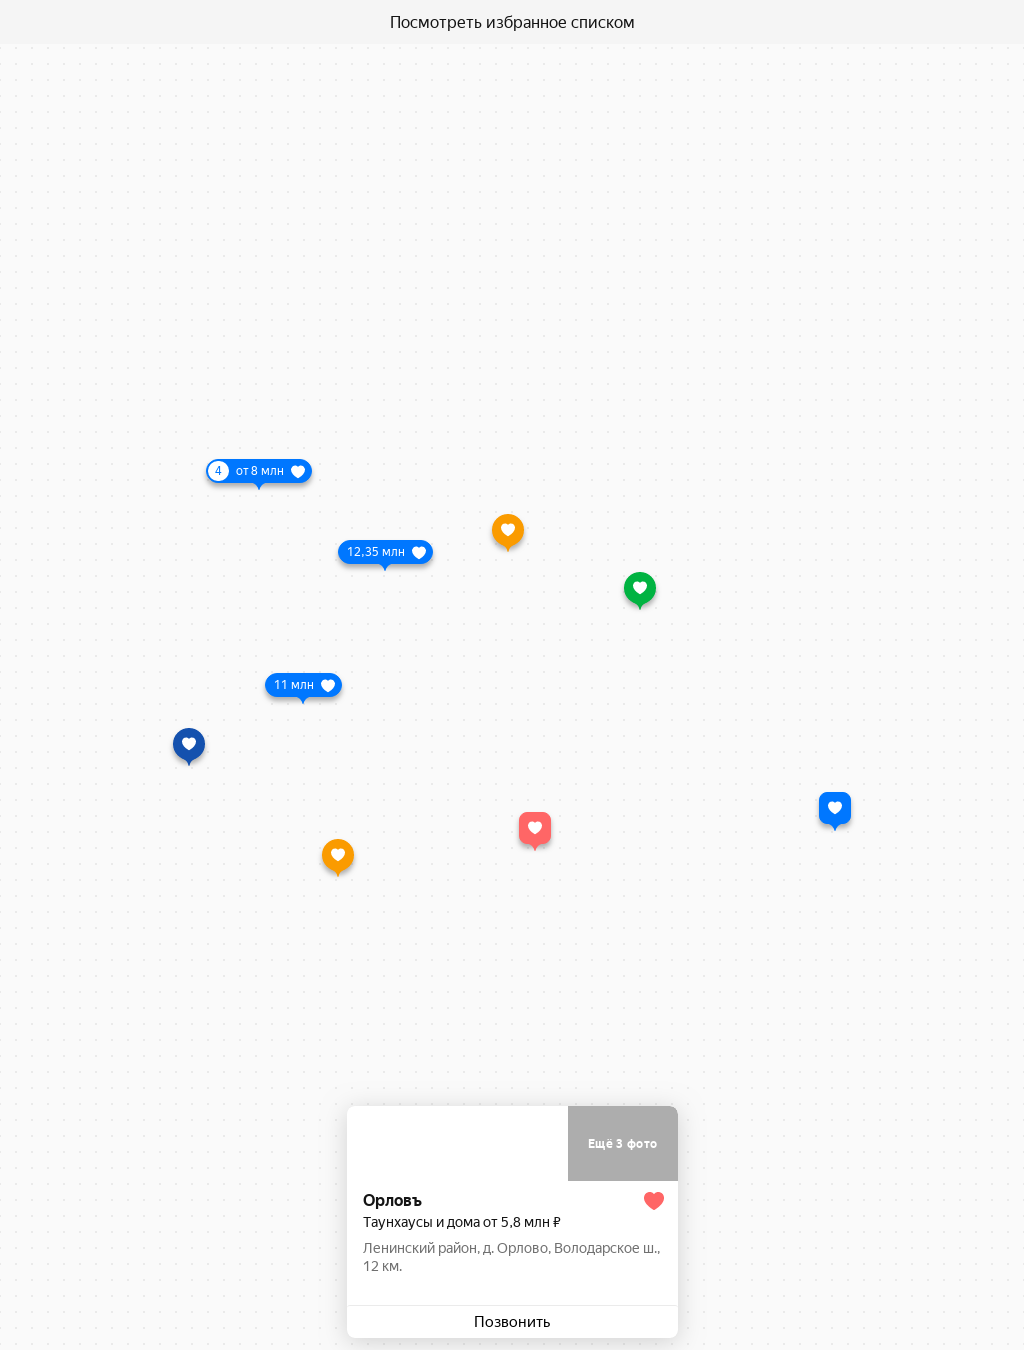 Посмотреть избранное списком
4 от 8 млн
12,35 млн
11 млн
Ещё 3 фото
Орловъ
Таунхаусы и дома от 5,8 млн ₽
Ленинский район, д. Орлово, Володарское ш.,
12 км.
Позвонить